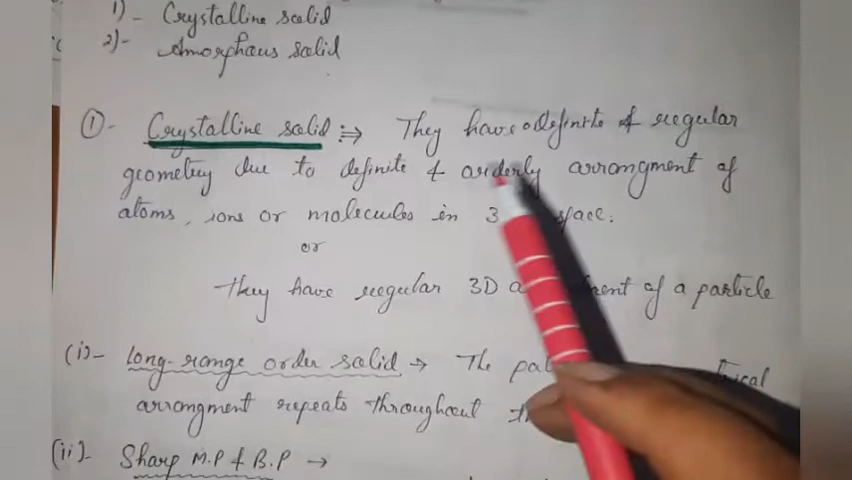 1)- Crystalline solid
2)- Amorphous solid
①- Crystalline solid :⇒ They have definite & regular
geometry due to definite & orderly arrangment of
atoms, ions or molecules in 3 space.
or
They have regular 3D of a particle
(i)- long-range order solid → The
arrangment repeats throughout
(ii)- Sharp M.P & B.P →